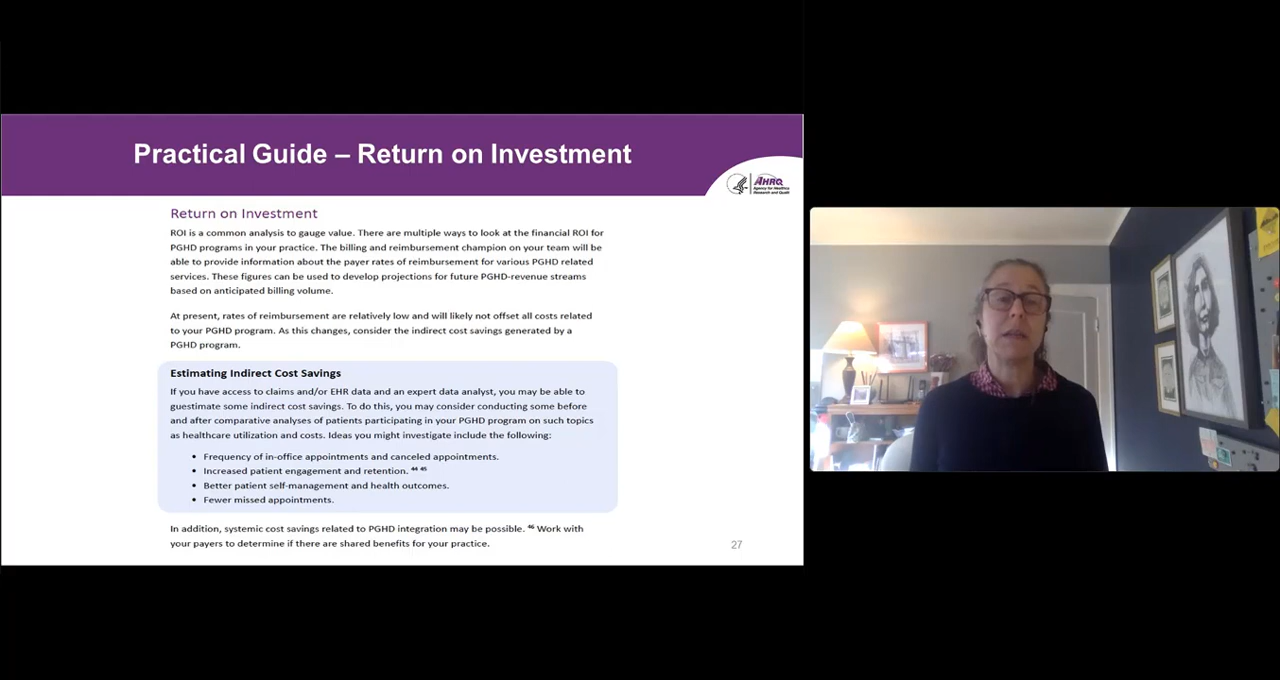 Practical Guide – Return on Investment
AHRQ
Agency for Healthcare
Research and Quality
Return on Investment
ROI is a common analysis to gauge value. There are multiple ways to look at the financial ROI for
PGHD programs in your practice. The billing and reimbursement champion on your team will be
able to provide information about the payer rates of reimbursement for various PGHD related
services. These figures can be used to develop projections for future PGHD-revenue streams
based on anticipated billing volume.
At present, rates of reimbursement are relatively low and will likely not offset all costs related
to your PGHD program. As this changes, consider the indirect cost savings generated by a
PGHD program.
Estimating Indirect Cost Savings
If you have access to claims and/or EHR data and an expert data analyst, you may be able to
guestimate some indirect cost savings. To do this, you may consider conducting some before
and after comparative analyses of patients participating in your PGHD program on such topics
as healthcare utilization and costs. Ideas you might investigate include the following:
• Frequency of in-office appointments and canceled appointments.
• Increased patient engagement and retention. 44 45
• Better patient self-management and health outcomes.
• Fewer missed appointments.
In addition, systemic cost savings related to PGHD integration may be possible. 46 Work with
your payers to determine if there are shared benefits for your practice.
27